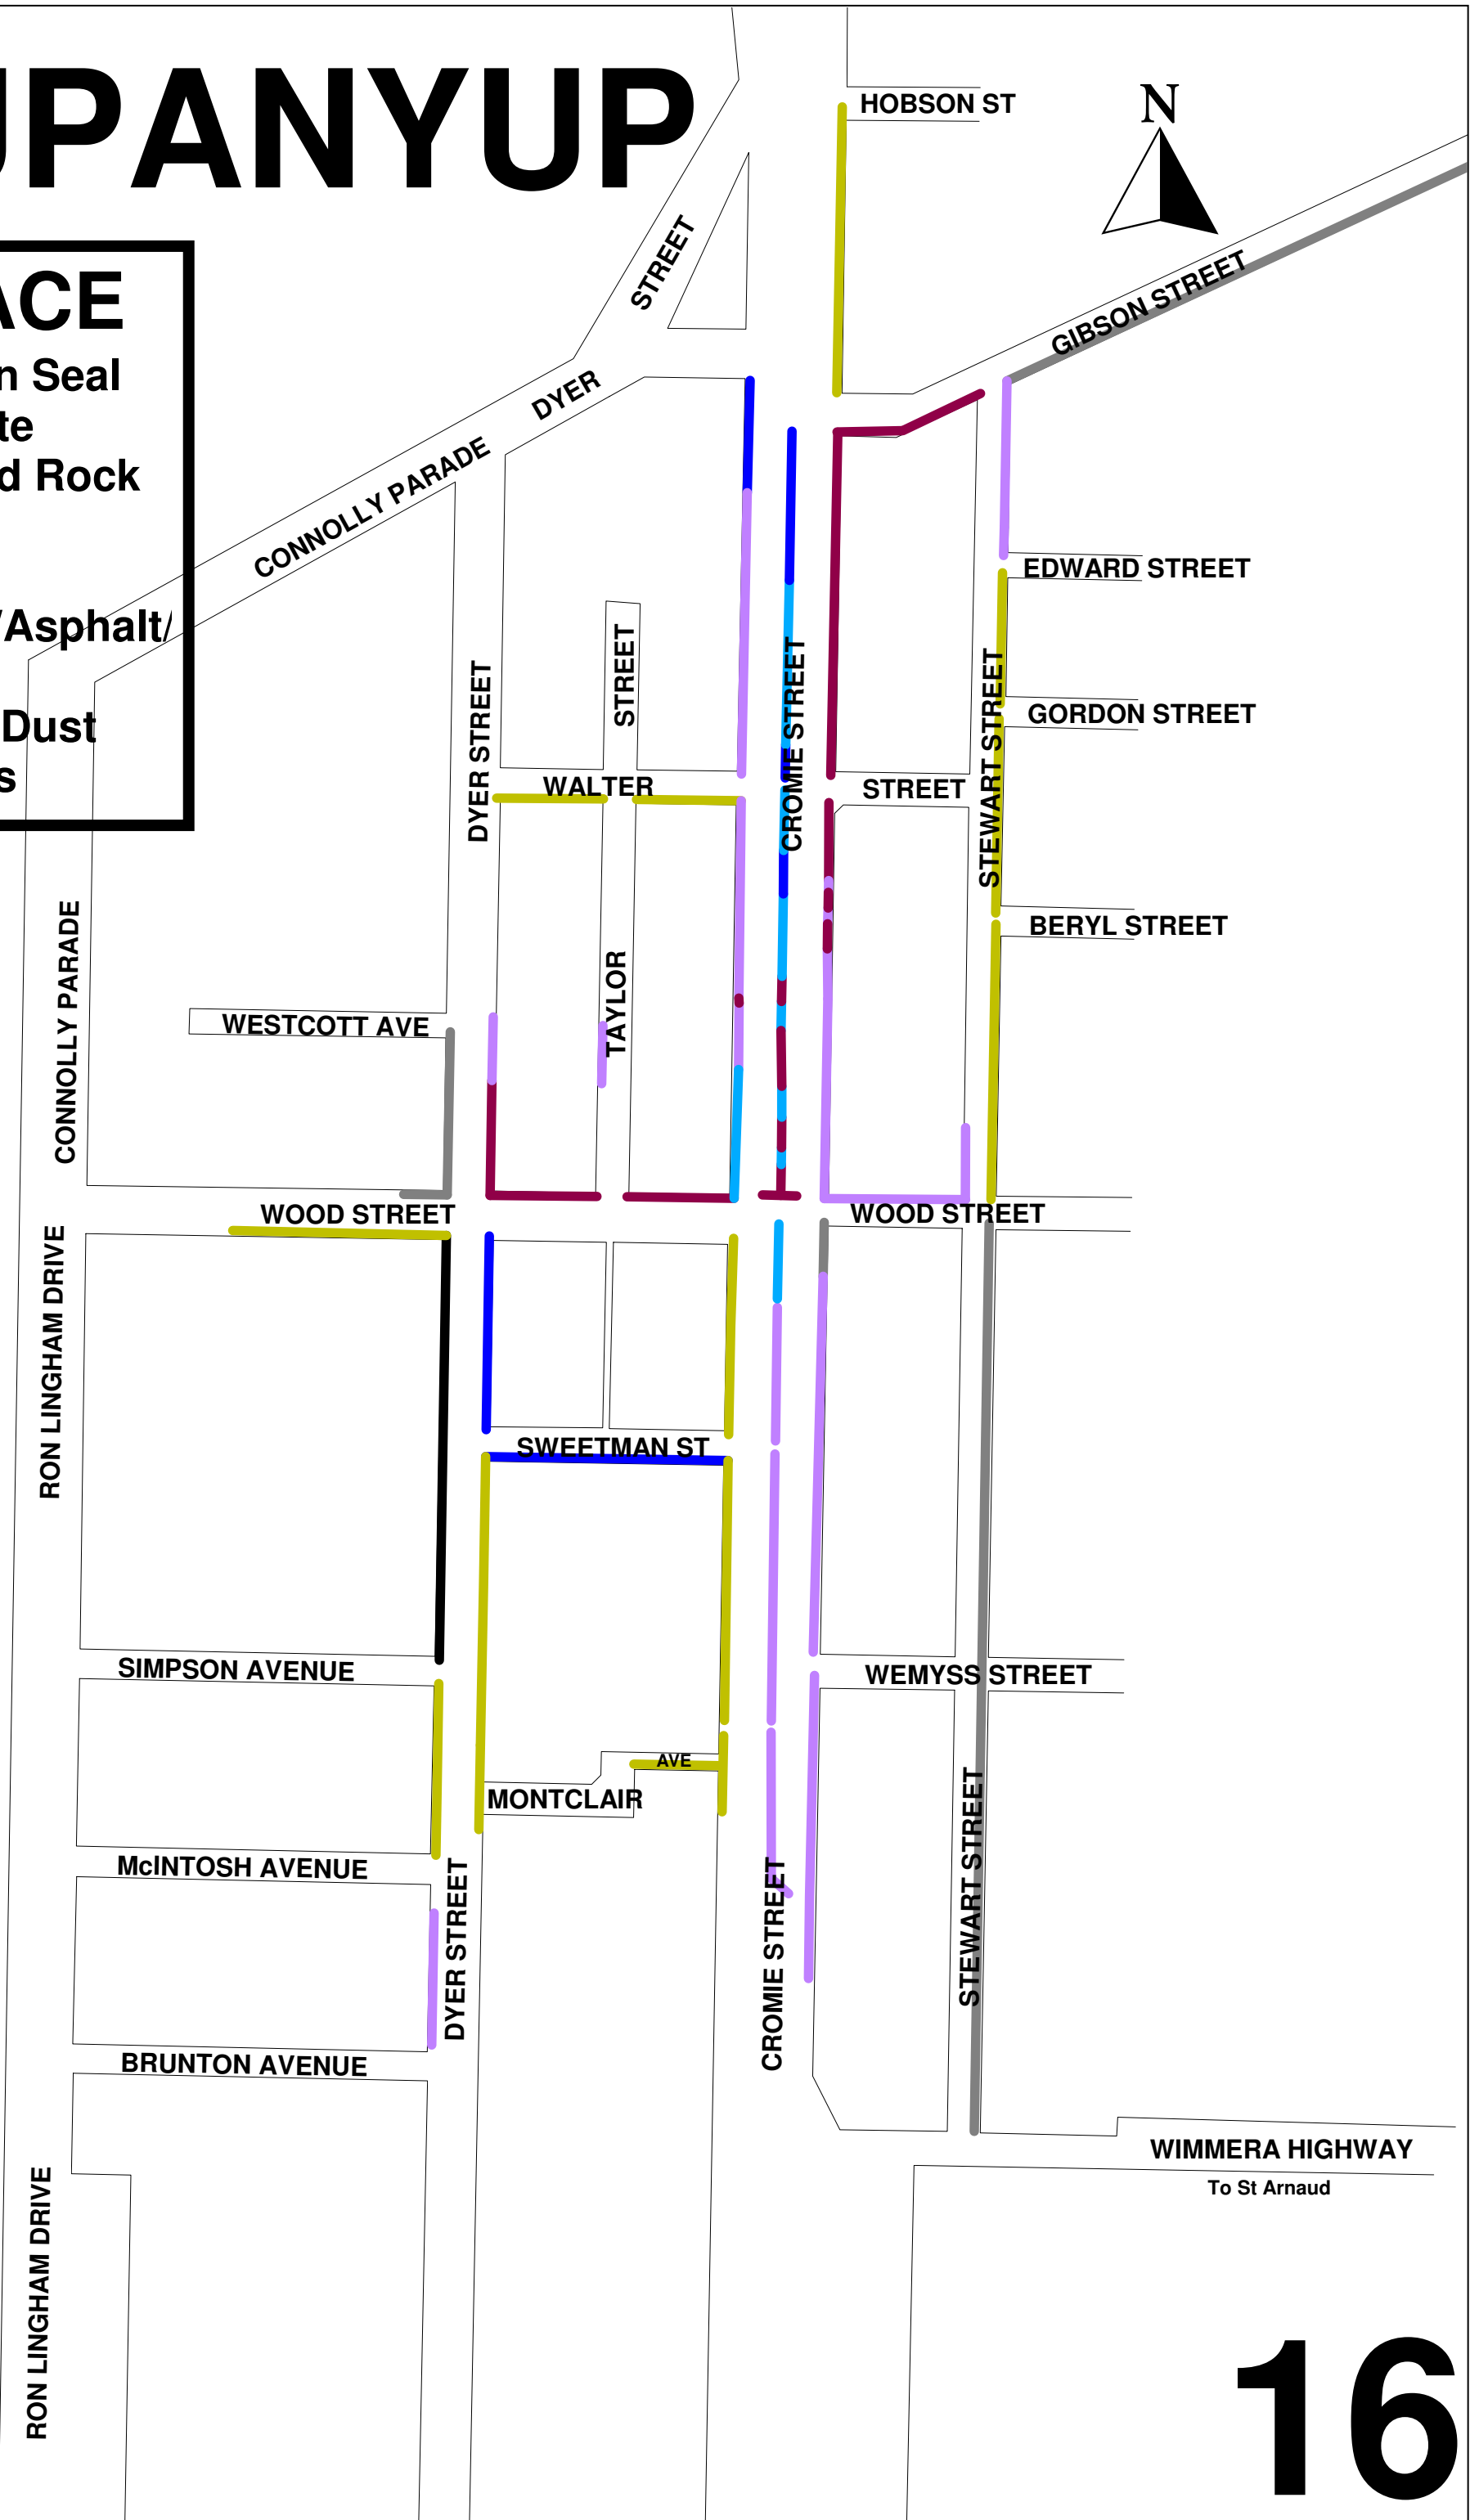 UPANYUP
HOBSON ST
N
STREET
GIBSON STREET
ACE
n Seal
te
d Rock
/Asphalt/
Dust
s
DYER
CONNOLLY PARADE
EDWARD STREET
STREET
CROMIE STREET
DYER STREET
STEWART STREET
GORDON STREET
WALTER
STREET
BERYL STREET
CONNOLLY PARADE
TAYLOR
WESTCOTT AVE
WOOD STREET
WOOD STREET
RON LINGHAM DRIVE
SWEETMAN ST
SIMPSON AVENUE
WEMYSS STREET
AVE
MONTCLAIR
McINTOSH AVENUE
DYER STREET
CROMIE STREET
STEWART STREET
BRUNTON AVENUE
WIMMERA HIGHWAY
To St Arnaud
RON LINGHAM DRIVE
16